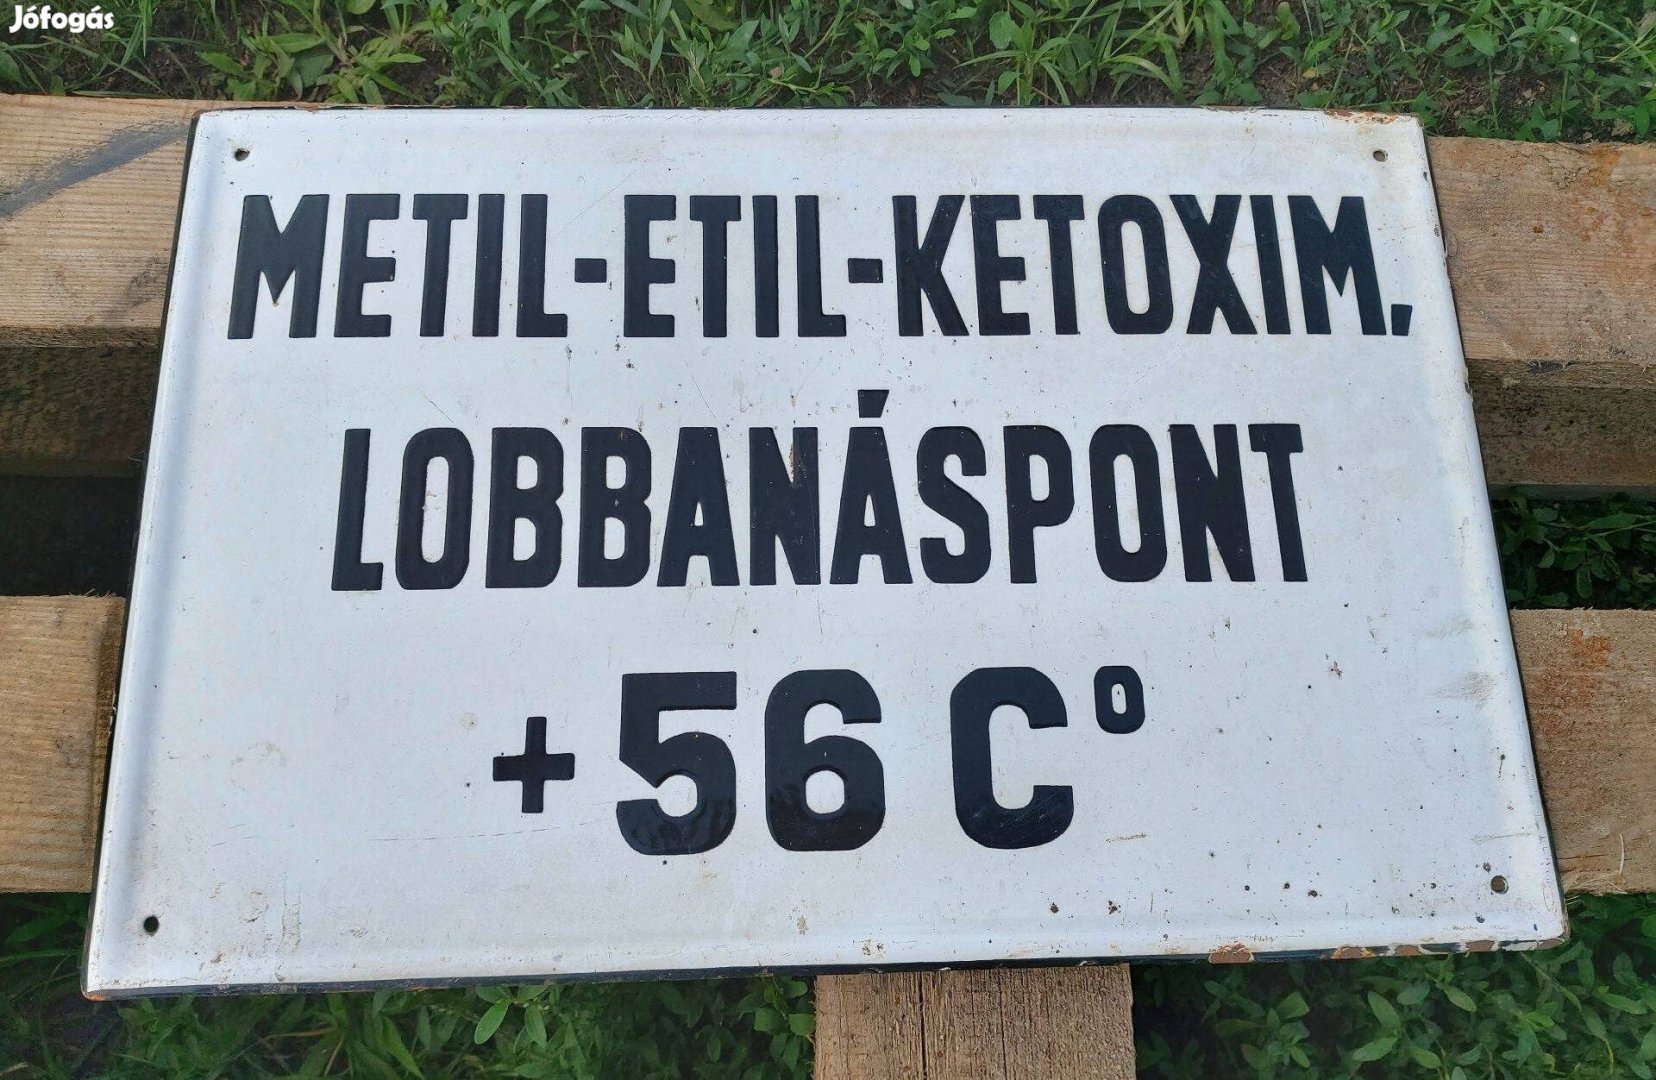 Jófogás
METIL-ETIL-KETOXIM.
LOBBANÁSPONT
+56 C°